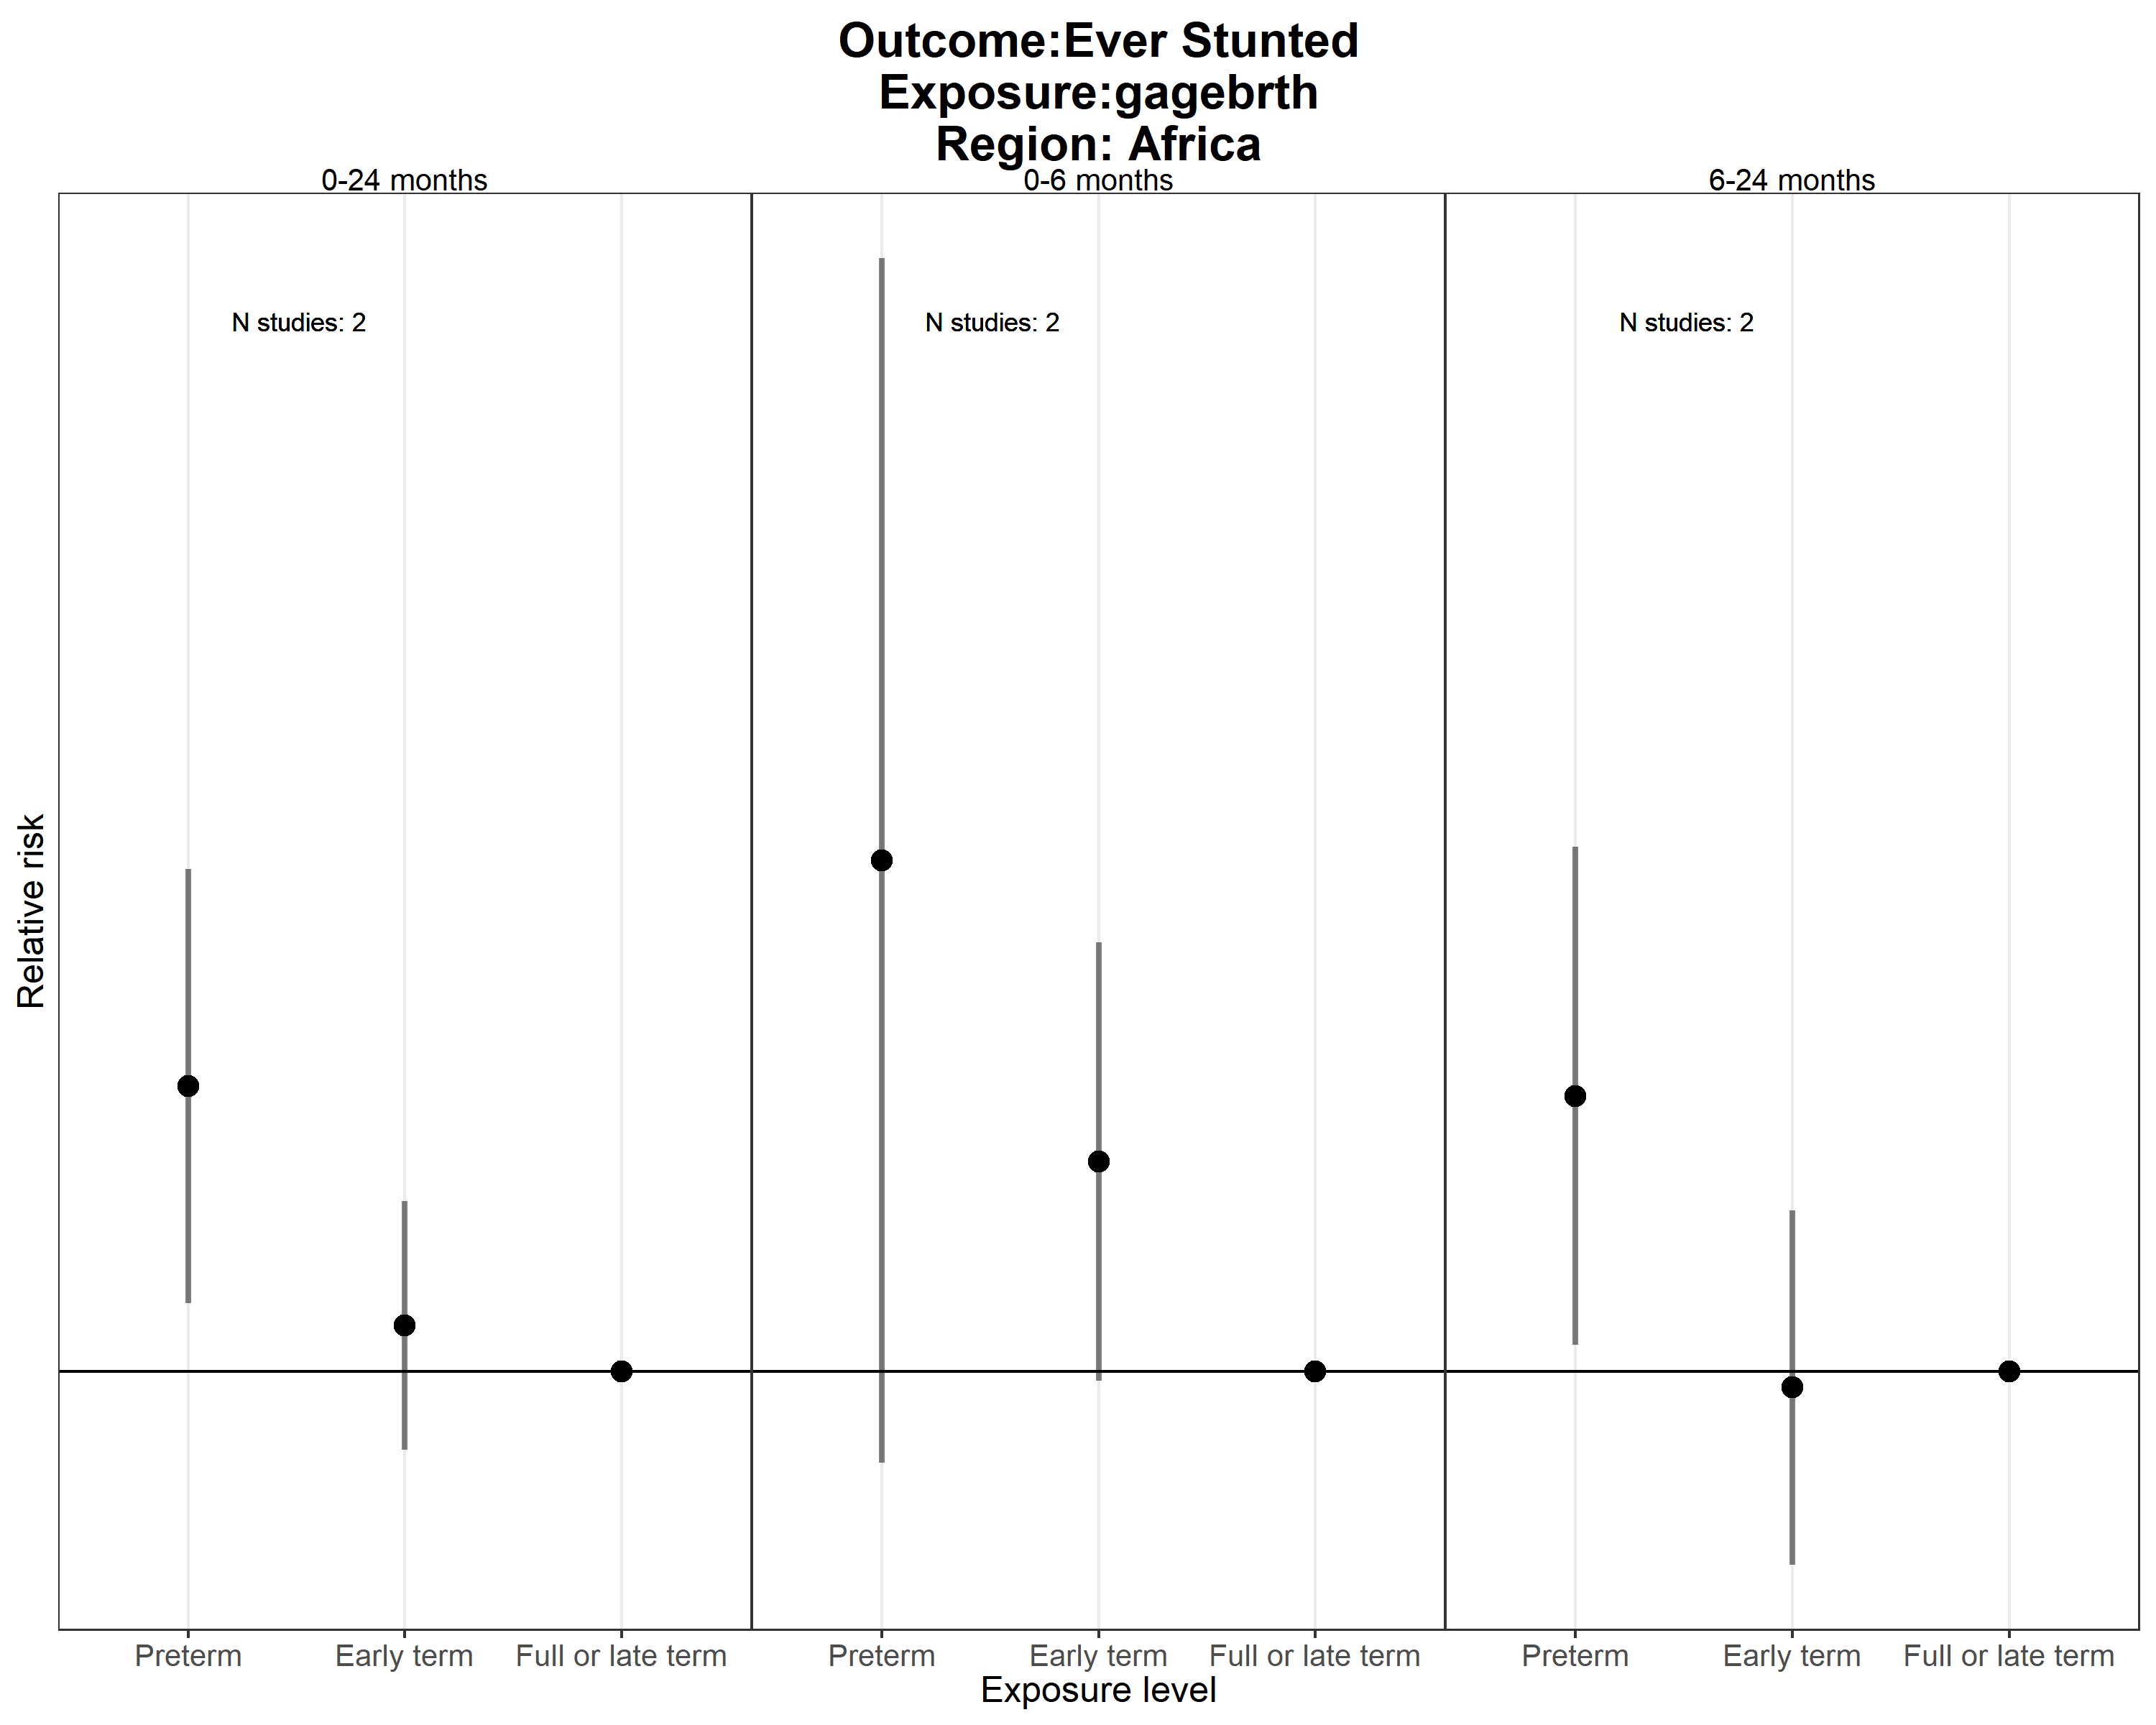 Outcome:Ever Stunted
Exposure:gagebrth
Region: Africa
0-24 months
0-6 months
6-24 months
N studies: 2
N studies: 2
N studies: 2
Relative risk
Preterm
Early term
Full or late term
Preterm
Early term
Full or late term
Preterm
Early term
Full or late term
Exposure level